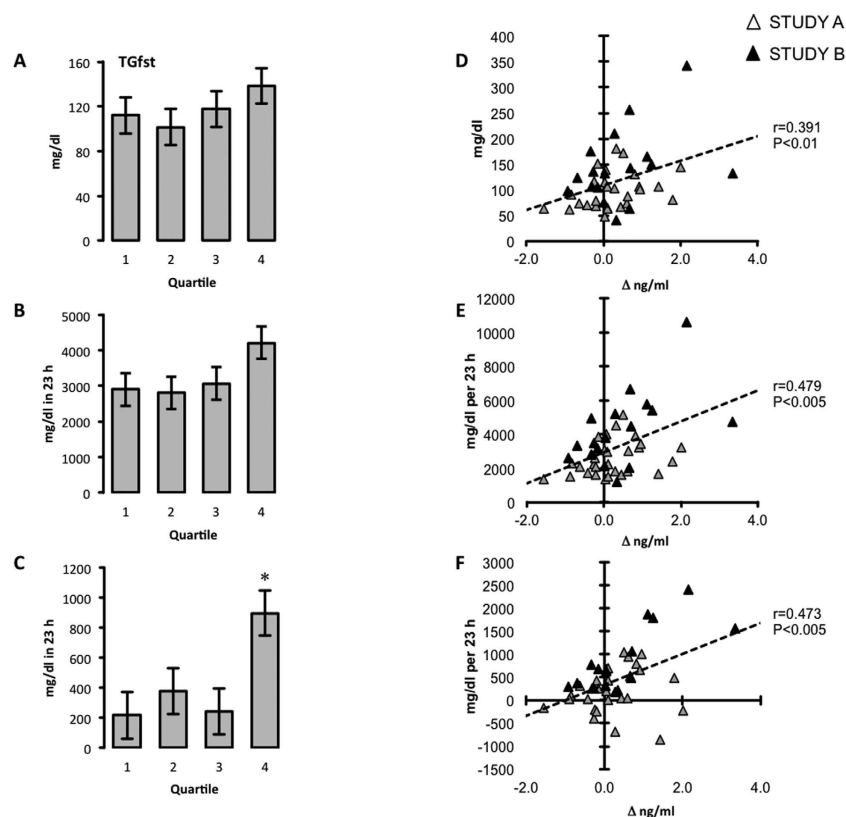 STUDY A
STUDY B
A
TGfst
mg/dl
160
120
80
40
0
1 2 3 4
Quartile
D
mg/dl
400
350
300
250
200
150
100
50
0
-2.0 0.0 2.0 4.0
Δ ng/ml
r=0.391
P<0.01
B
mg/dl in 23 h
5000
4000
3000
2000
1000
0
1 2 3 4
Quartile
E
mg/dl per 23 h
12000
10000
8000
6000
4000
2000
0
-2.0 0.0 2.0 4.0
Δ ng/ml
r=0.479
P<0.005
C
mg/dl in 23 h
1200
1000
800
600
400
200
0
*
1 2 3 4
Quartile
F
mg/dl per 23 h
3000
2500
2000
1500
1000
500
0
-500
-1000
-1500
-2.0 0.0 2.0 4.0
Δ ng/ml
r=0.473
P<0.005